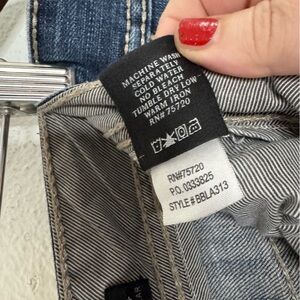 MACHINE WASH
SEPARATELY
COLD WATER
NO BLEACH
TUMBLE DRY LOW
WARM IRON
RN# 75720
RN#75720
P.O. 0333825
STYLE # BBLA313